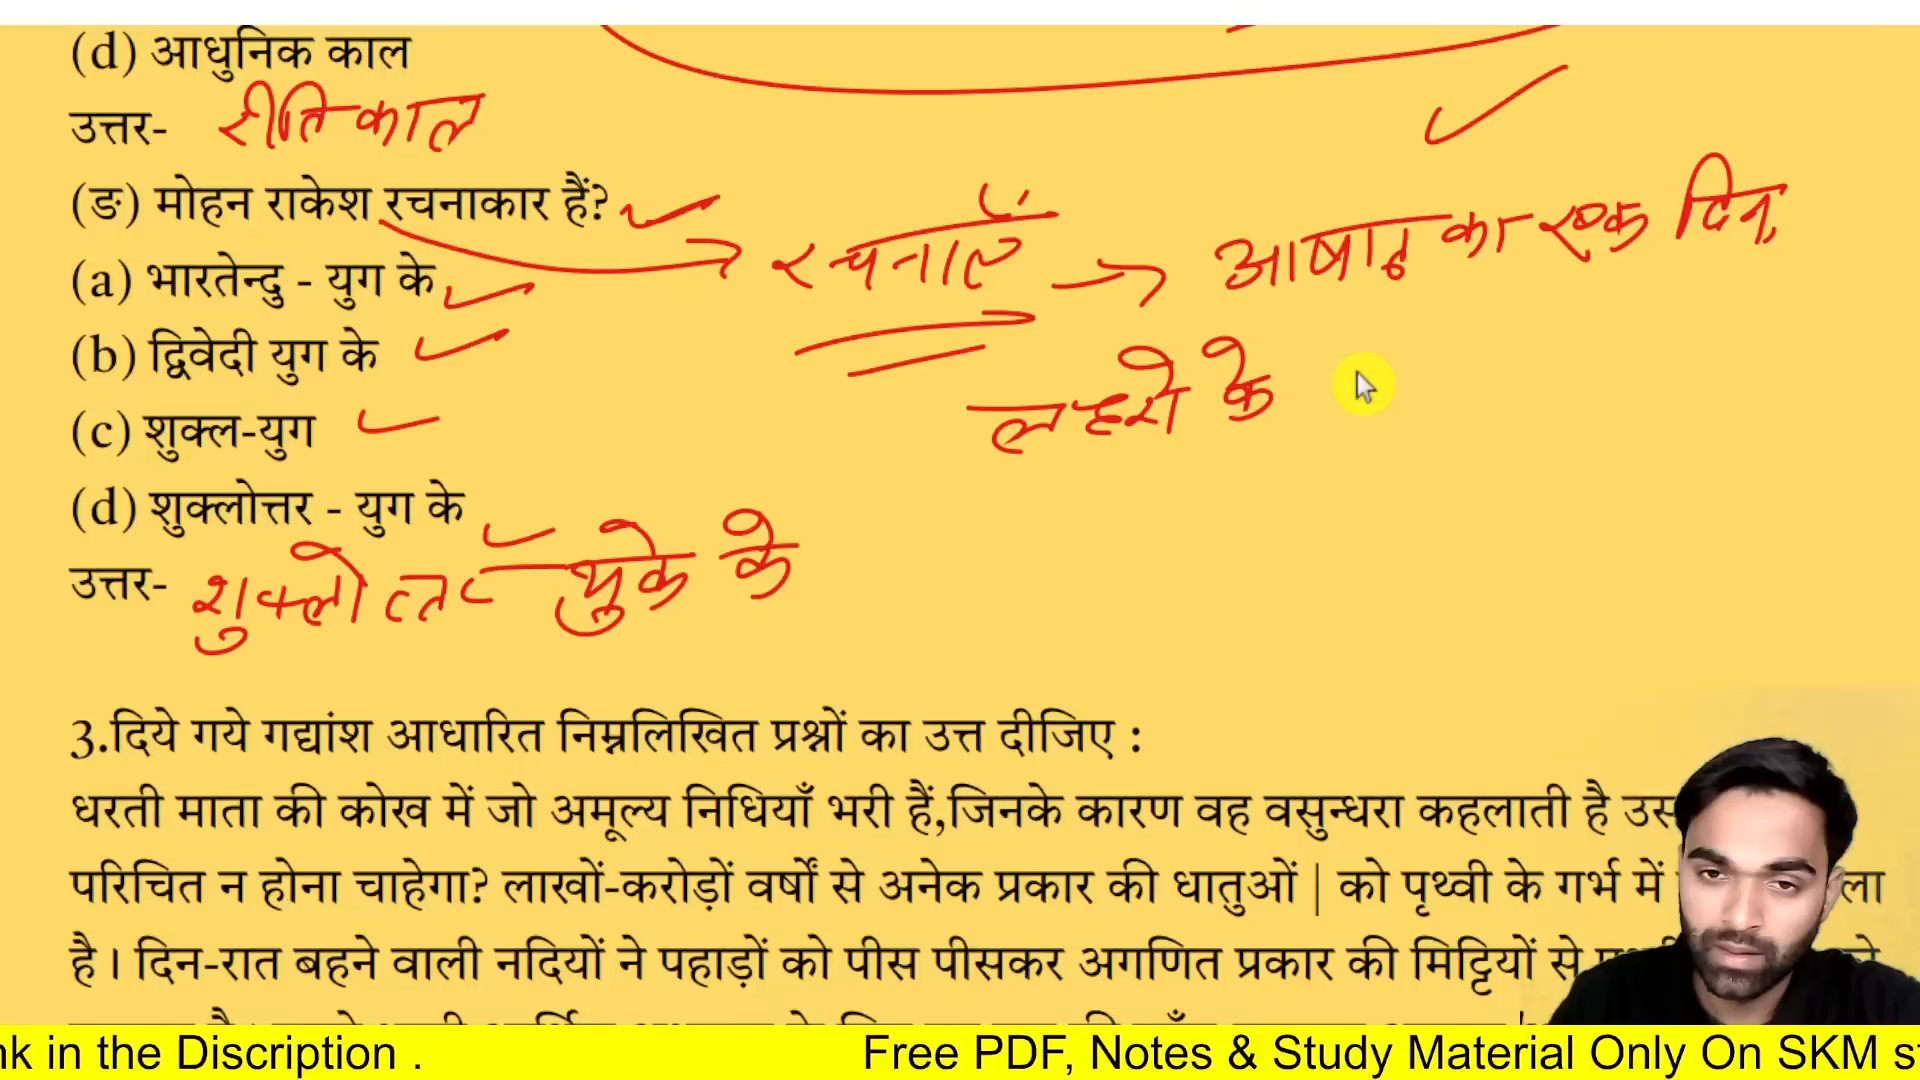 (d) आधुनिक काल
उत्तर- रीति काल
(ङ) मोहन राकेश रचनाकार हैं?
रचनाएँ → आषाढ का एक दिन,
(a) भारतेन्दु - युग के
(b) द्विवेदी युग के
लहरो के
(c) शुक्ल-युग
(d) शुक्लोत्तर - युग के
उत्तर- शुक्लोत्तर युके के
3.दिये गये गद्यांश आधारित निम्नलिखित प्रश्नों का उत्त दीजिए :
धरती माता की कोख में जो अमूल्य निधियाँ भरी हैं,जिनके कारण वह वसुन्धरा कहलाती है
परिचित न होना चाहेगा? लाखों-करोड़ों वर्षों से अनेक प्रकार की धातुओं | को पृथ्वी के गर्भ में
है। दिन-रात बहने वाली नदियों ने पहाड़ों को पीस पीसकर अगणित प्रकार की मिट्टियों से
nk in the Discription . Free PDF, Notes & Study Material Only On SKM